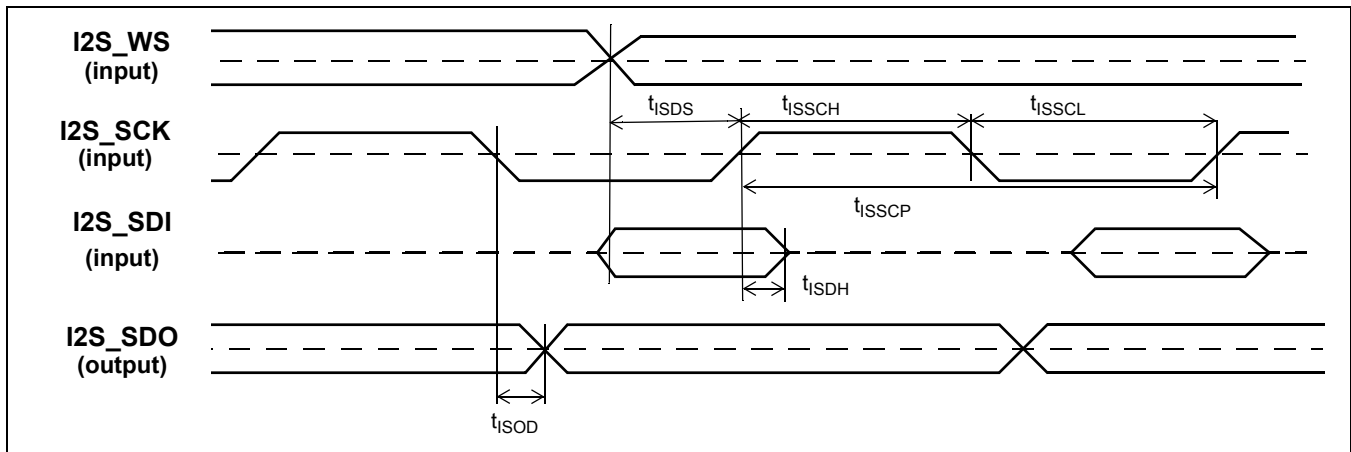 I2S_WS
(input)
tISDS
tISSCH
tISSCL
I2S_SCK
(input)
tISSCP
I2S_SDI
(input)
tISDH
I2S_SDO
(output)
tISOD